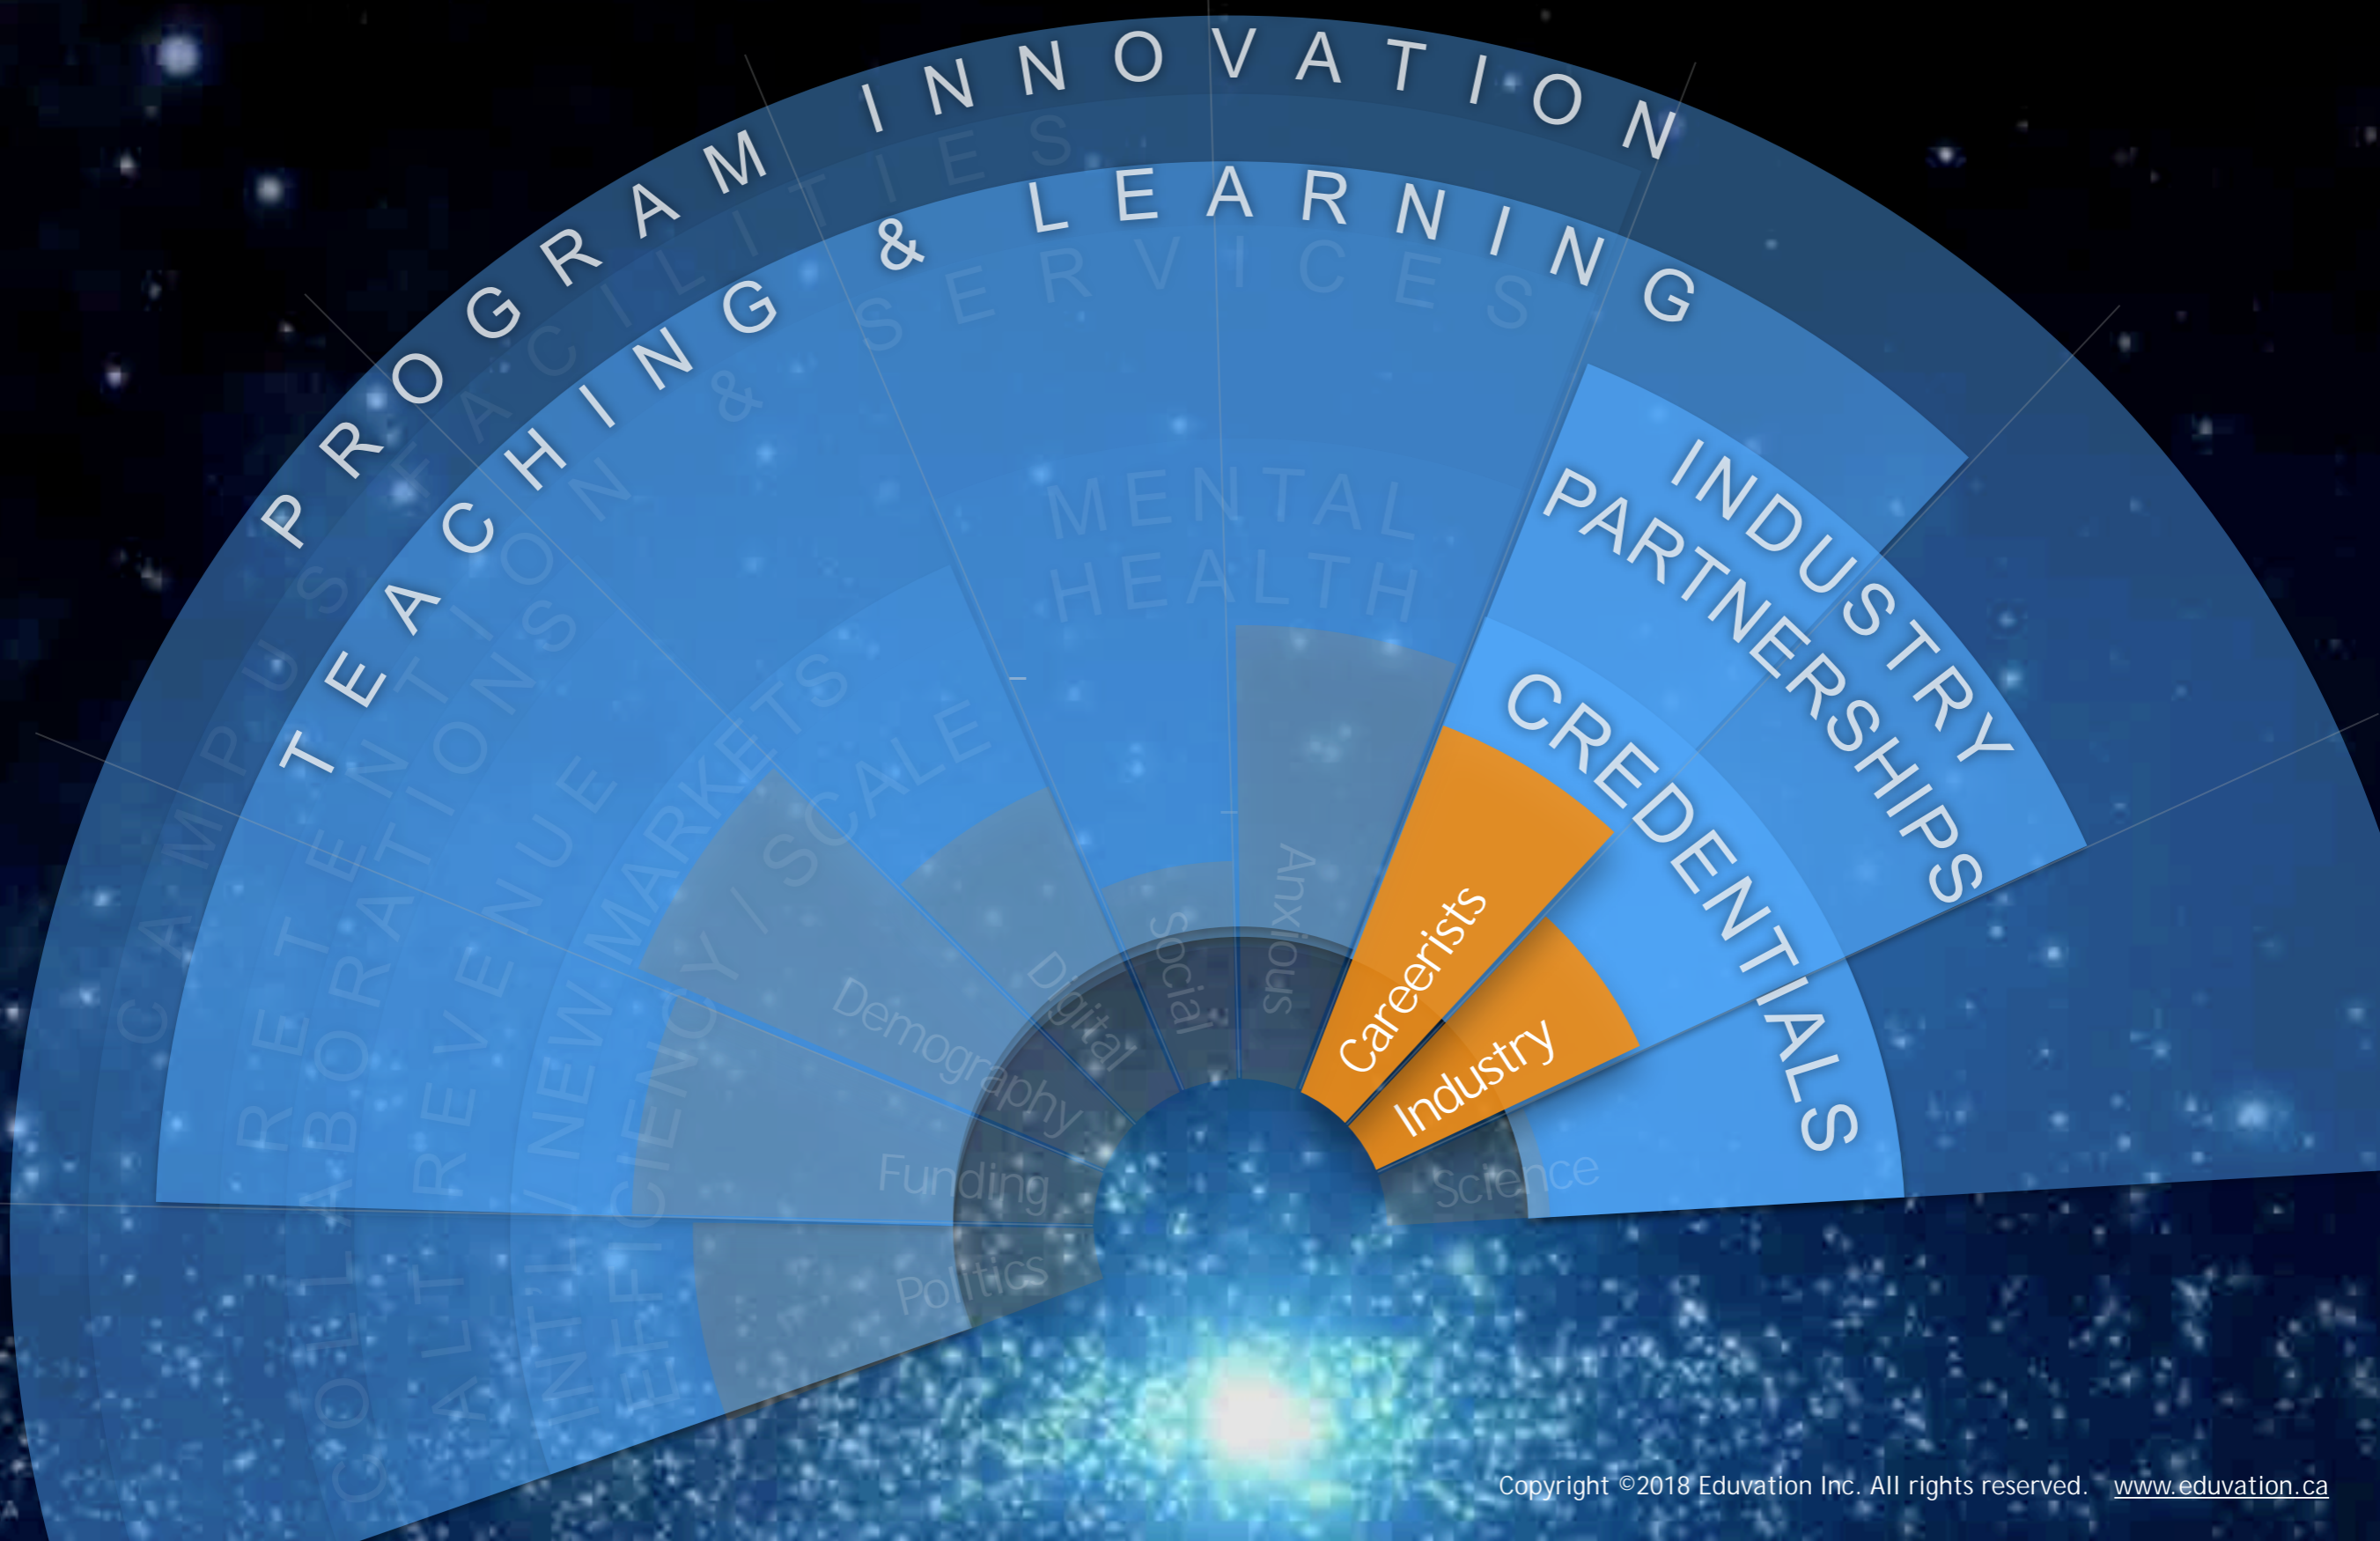 PROGRAM INNOVATION
CAMPUS FACILITIES
TEACHING & LEARNING
RETENTION & SERVICES
COLLABORATIONS
ALT REVENUE
INT'L/NEW MARKETS
EFFICIENCY / SCALE
MENTAL
HEALTH
INDUSTRY
PARTNERSHIPS
CREDENTIALS
Politics
Funding
Demography
Digital
Social
Anxious
Careerists
Industry
Science
Copyright ©2018 Eduvation Inc. All rights reserved. www.eduvation.ca